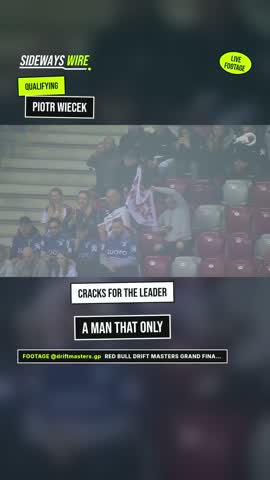 SIDEWAYS WIRE.
LIVE
FOOTAGE
QUALIFYING
PIOTR WIECEK
CRACKS FOR THE LEADER
A MAN THAT ONLY
FOOTAGE @driftmasters.gp RED BULL DRIFT MASTERS GRAND FINA...